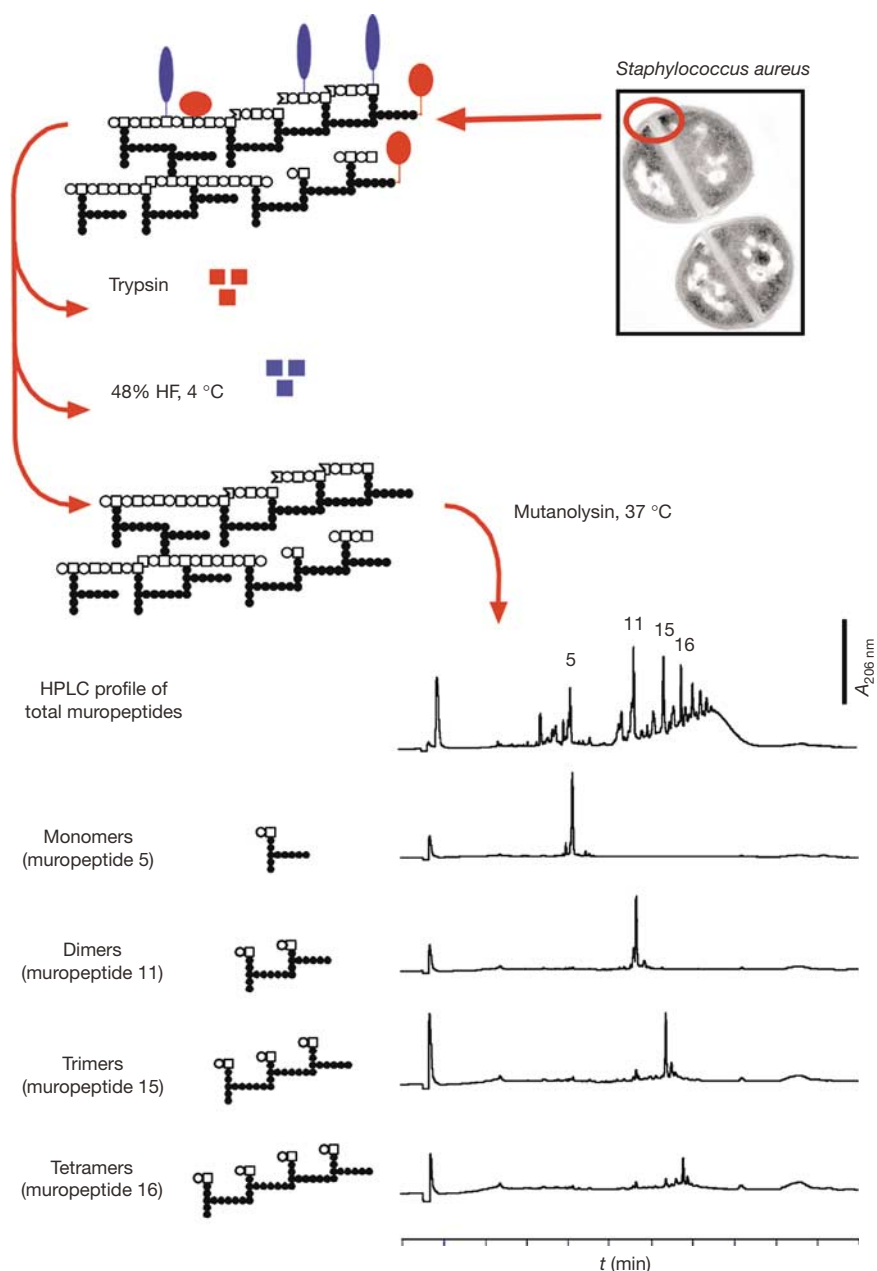 Staphylococcus aureus
Trypsin
48% HF, 4 °C
Mutanolysin, 37 °C
HPLC profile of
total muropeptides
5
11
15
16
A206 nm
Monomers
(muropeptide 5)
Dimers
(muropeptide 11)
Trimers
(muropeptide 15)
Tetramers
(muropeptide 16)
t (min)